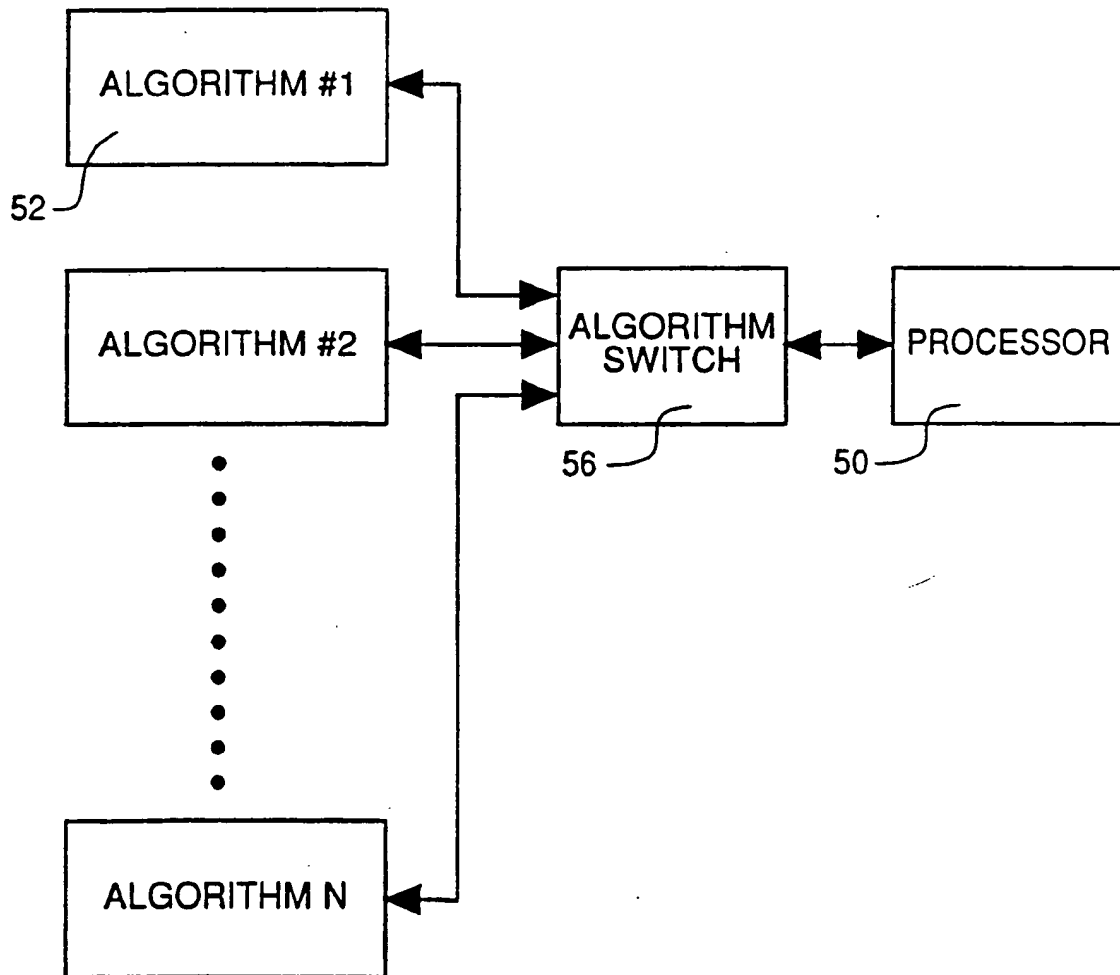 ALGORITHM #1
52
ALGORITHM #2
ALGORITHM
SWITCH
PROCESSOR
56
50
ALGORITHM N